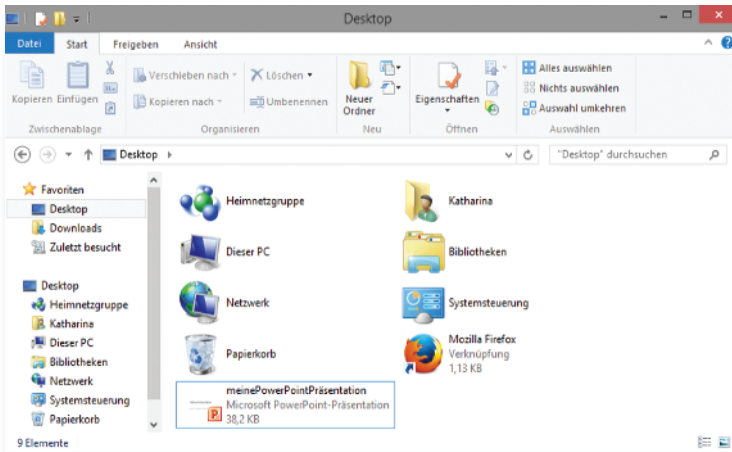 Desktop
Datei Start Freigeben Ansicht
Kopieren Einfügen
Verschieben nach
Kopieren nach
Löschen
Umbenennen
Neuer
Ordner
Eigenschaften
Alles auswählen
Nichts auswählen
Auswahl umkehren
Zwischenablage Organisieren Neu Öffnen Auswählen
Desktop
"Desktop" durchsuchen
Favoriten
Desktop
Downloads
Zuletzt besucht
Desktop
Heimnetzgruppe
Katharina
Dieser PC
Bibliotheken
Netzwerk
Systemsteuerung
Papierkorb
Heimnetzgruppe
Katharina
Dieser PC
Bibliotheken
Netzwerk
Systemsteuerung
Papierkorb
Mozilla Firefox
Verknüpfung
1,13 KB
meinePowerPointPräsentation
Microsoft PowerPoint-Präsentation
38,2 KB
9 Elemente